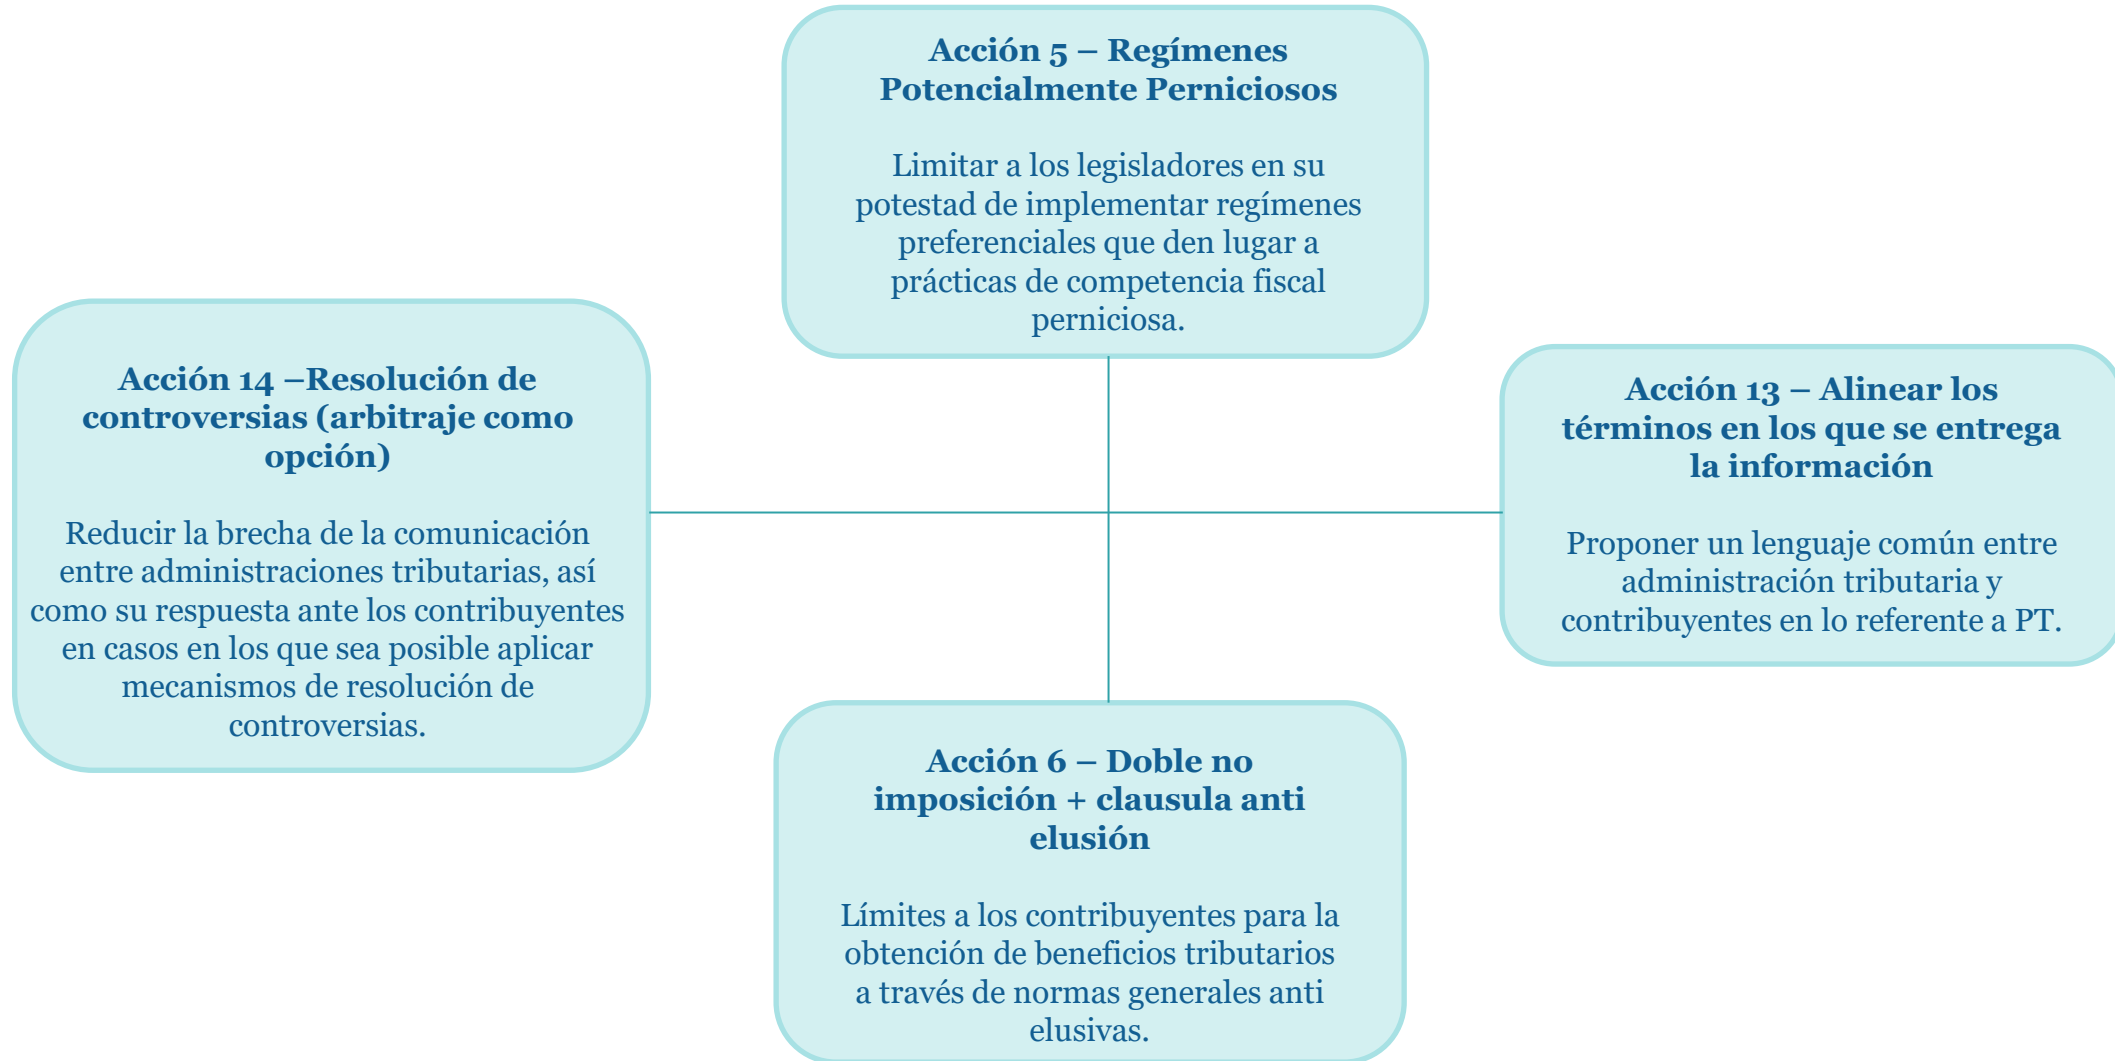 Acción 5 – Regímenes
Potencialmente Perniciosos
Limitar a los legisladores en su
potestad de implementar regímenes
preferenciales que den lugar a
prácticas de competencia fiscal
perniciosa.
Acción 14 –Resolución de
controversias (arbitraje como
opción)
Reducir la brecha de la comunicación
entre administraciones tributarias, así
como su respuesta ante los contribuyentes
en casos en los que sea posible aplicar
mecanismos de resolución de
controversias.
Acción 13 – Alinear los
términos en los que se entrega
la información
Proponer un lenguaje común entre
administración tributaria y
contribuyentes en lo referente a PT.
Acción 6 – Doble no
imposición + clausula anti
elusión
Límites a los contribuyentes para la
obtención de beneficios tributarios
a través de normas generales anti
elusivas.